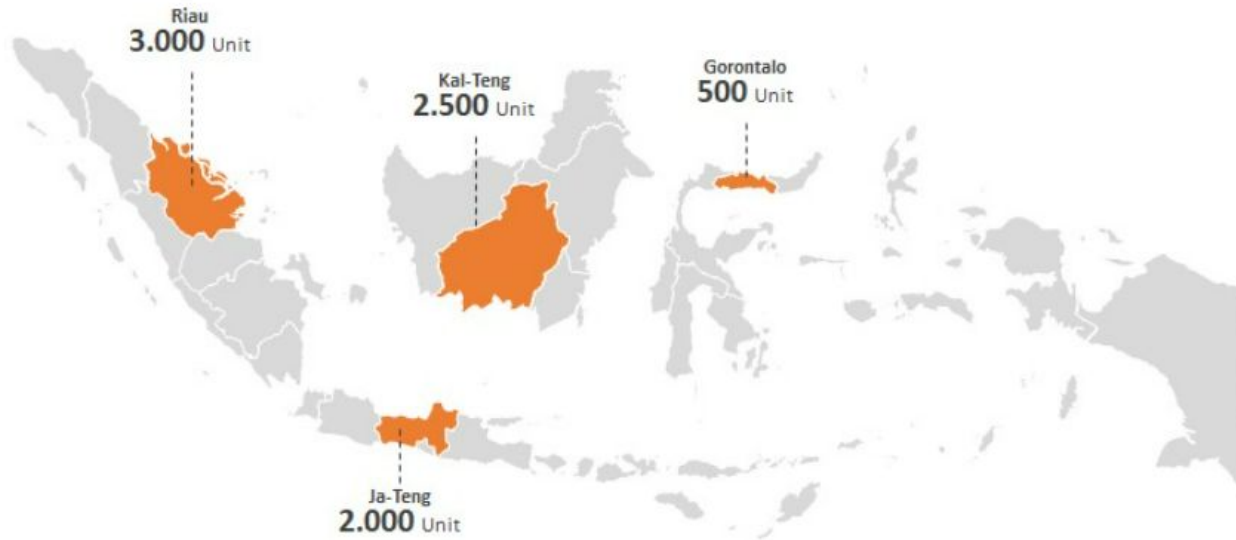 Riau
3.000 Unit
Kal-Teng
2.500 Unit
Gorontalo
500 Unit
Ja-Teng
2.000 Unit